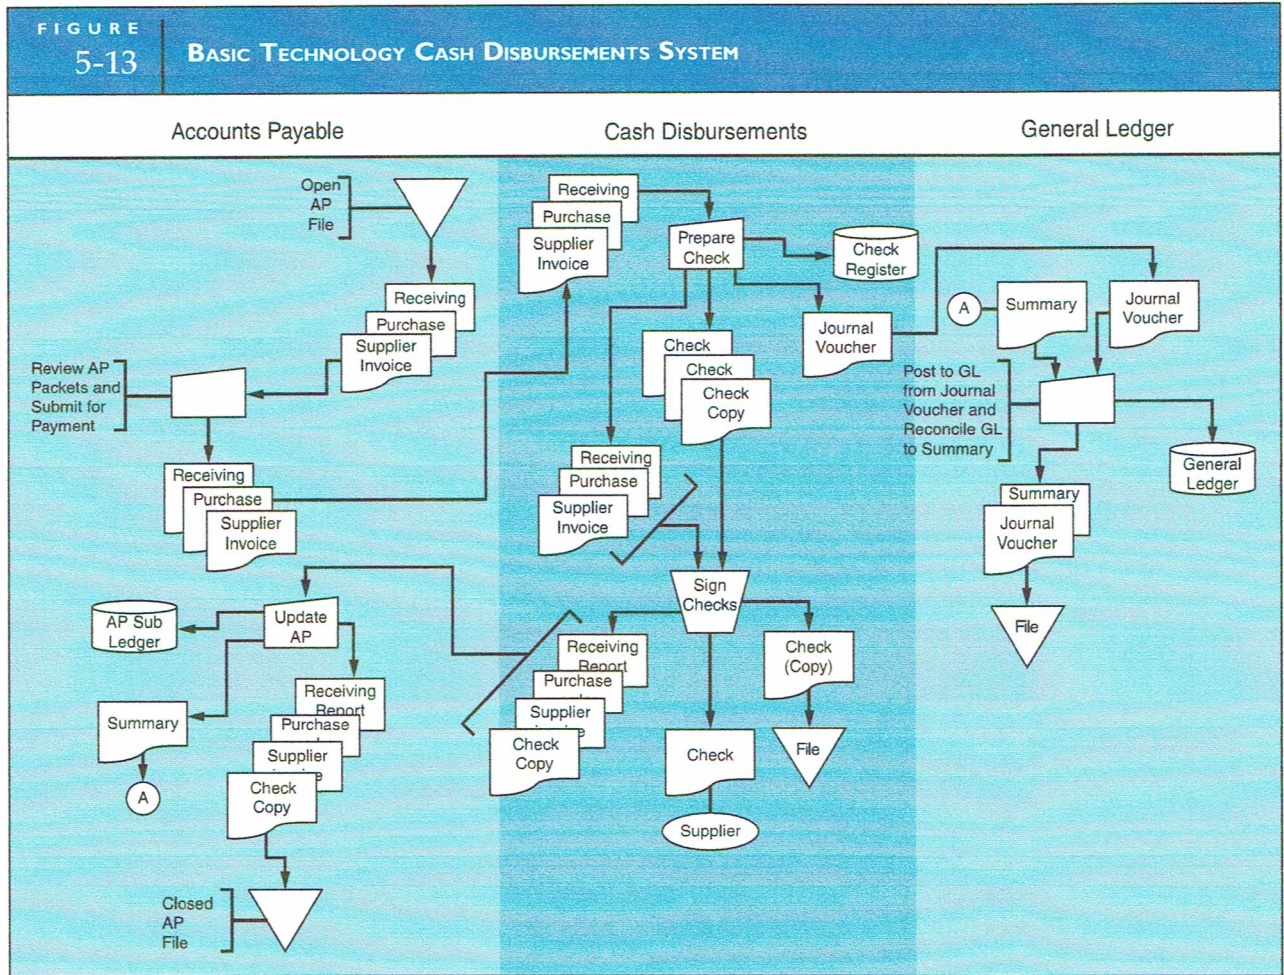 FIGURE
5-13
BASIC TECHNOLOGY CASH DISBURSEMENTS SYSTEM
Accounts Payable
Cash Disbursements
General Ledger
Open
AP
File
Receiving
Purchase
Supplier
Invoice
Review AP
Packets and
Submit for
Payment
Receiving
Purchase
Supplier
Invoice
AP Sub
Ledger
Update
AP
Summary
A
Receiving
Report
Purchase
Supplier
Check
Copy
Closed
AP
File
Receiving
Purchase
Supplier
Invoice
Prepare
Check
Check
Register
Journal
Voucher
Check
Check
Check
Copy
Receiving
Purchase
Supplier
Invoice
Sign
Checks
Receiving
Report
Purchase
Supplier
Check
Copy
Check
(Copy)
Check
File
Supplier
A
Summary
Journal
Voucher
Post to GL
from Journal
Voucher and
Reconcile GL
to Summary
General
Ledger
Summary
Journal
Voucher
File